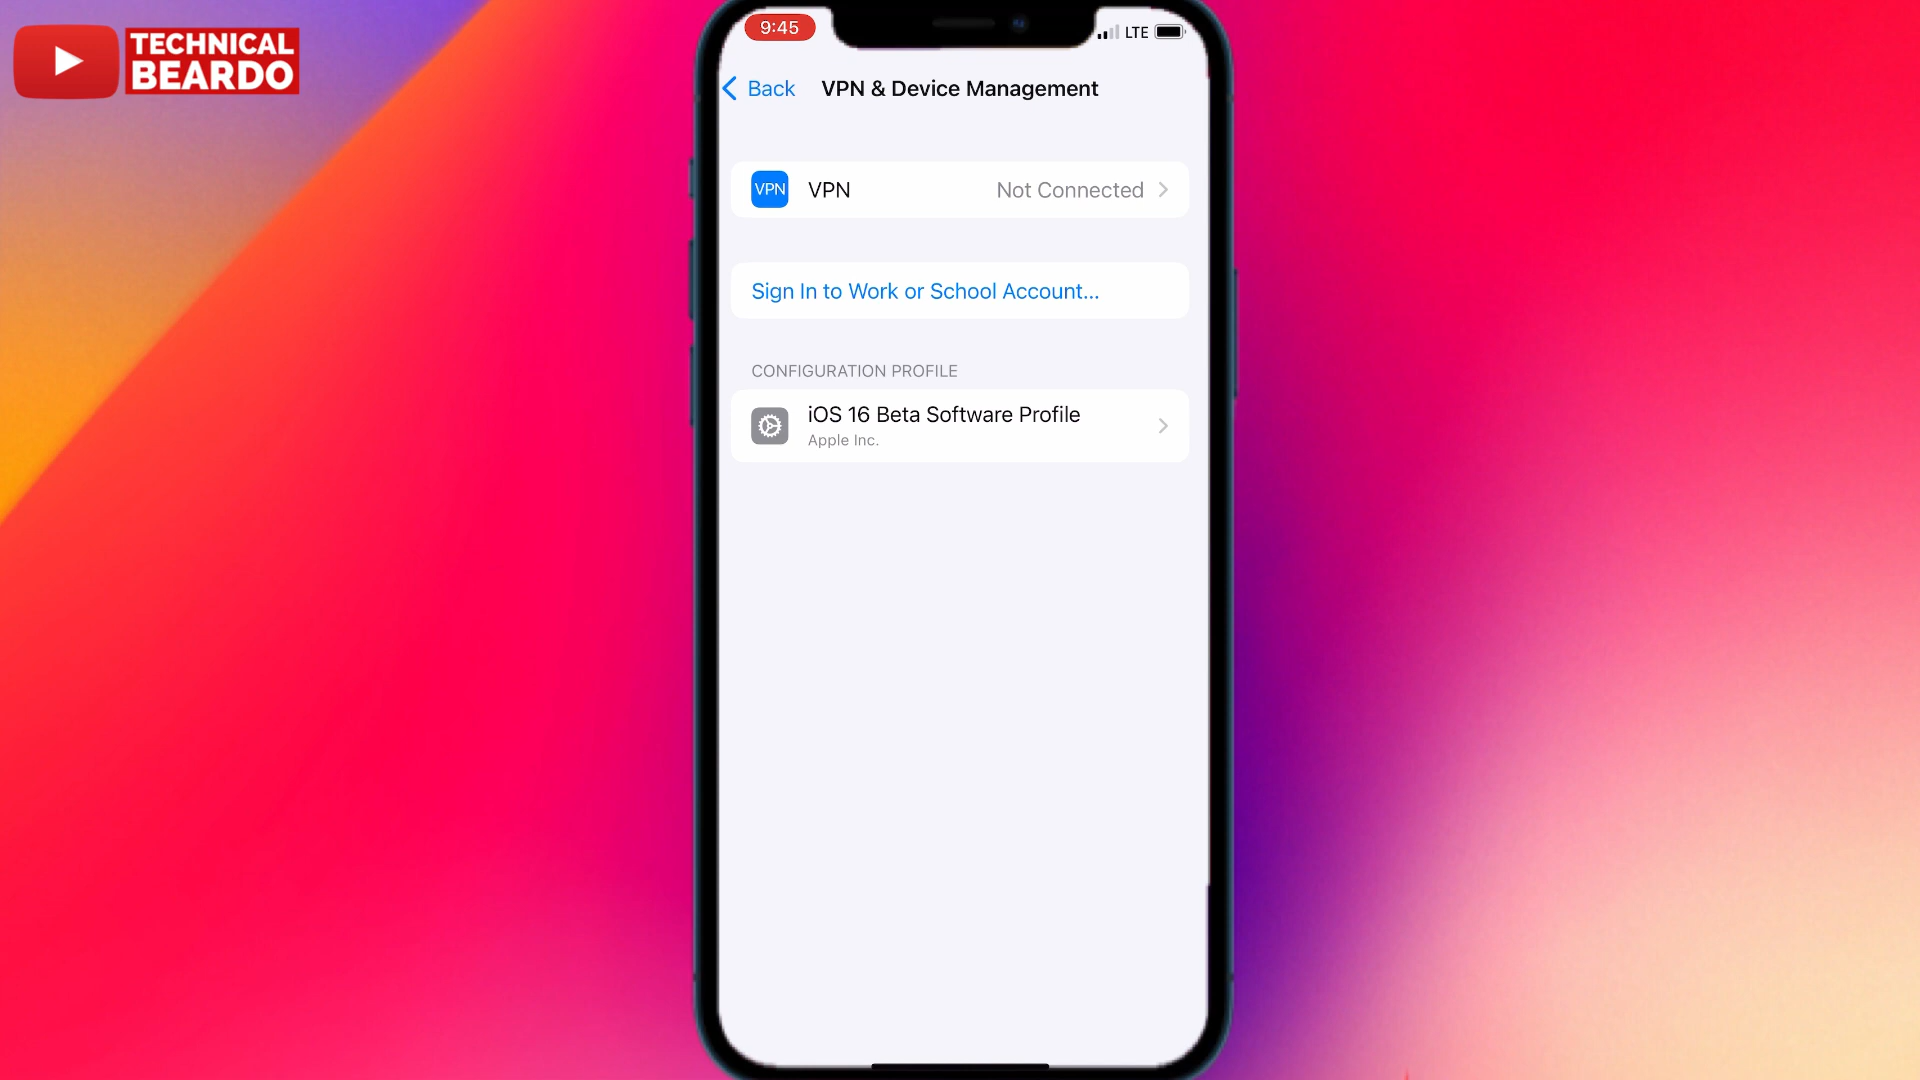 TECHNICAL
BEARDO
9:45
LTE
Back
VPN & Device Management
VPN
VPN
Not Connected
Sign In to Work or School Account...
CONFIGURATION PROFILE
iOS 16 Beta Software Profile
Apple Inc.